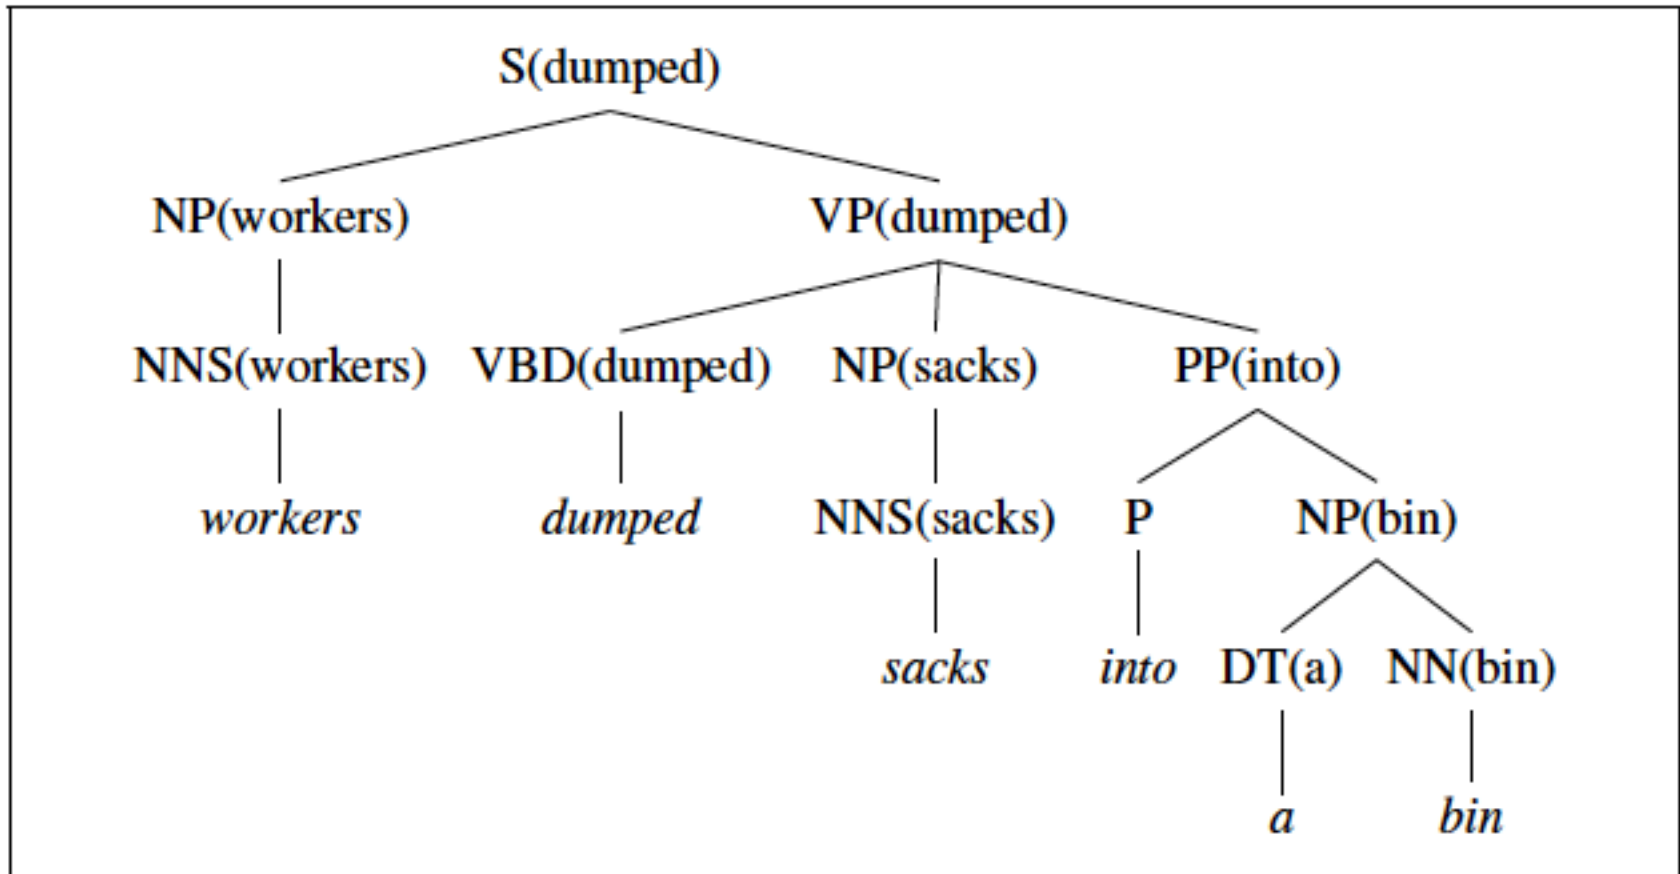 S(dumped)
NP(workers) VP(dumped)
NNS(workers) VBD(dumped) NP(sacks) PP(into)
workers dumped NNS(sacks) P NP(bin)
sacks into DT(a) NN(bin)
a bin